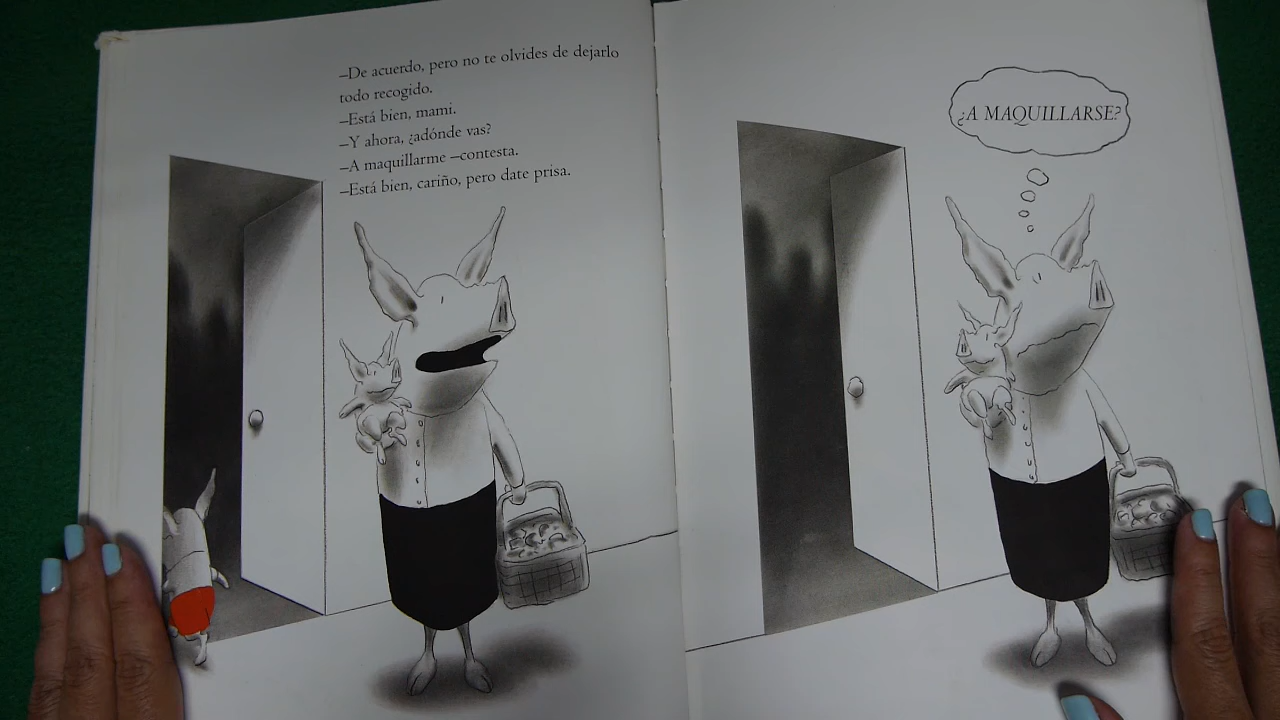 –De acuerdo, pero no te olvides de dejarlo
todo recogido.
–Está bien, mami.
–Y ahora, ¿adónde vas?
–A maquillarme –contesta.
–Está bien, cariño, pero date prisa.
¿A MAQUILLARSE?